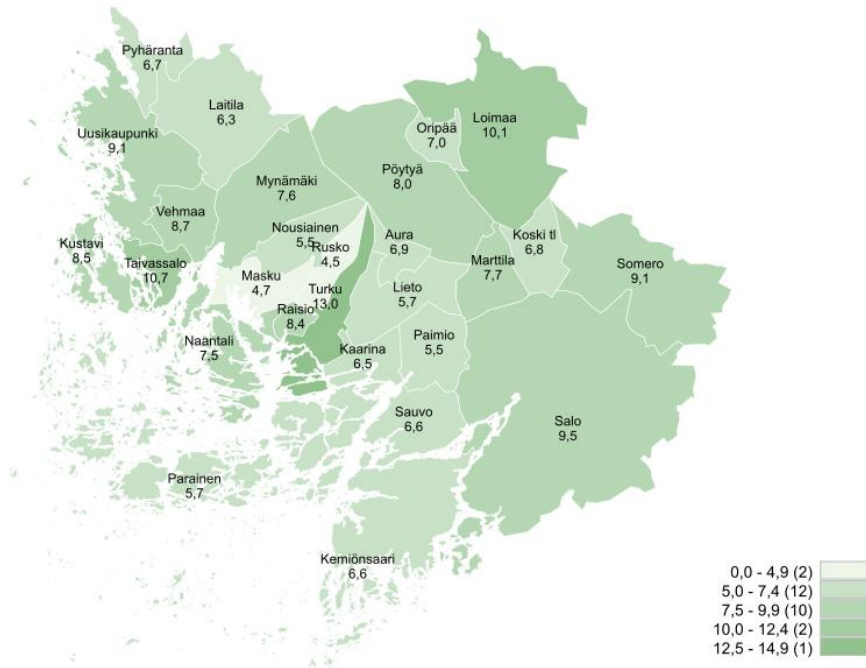 Pyhäranta
6,7
Laitila
6,3
Uusikaupunki
9,1
Loimaa
10,1
Oripää
7,0
Pöytyä
8,0
Mynämäki
7,6
Vehmaa
8,7
Kustavi
8,5
Taivassalo
10,7
Nousiainen
5,5
Rusko
4,5
Aura
6,9
Koski tl
6,8
Marttila
7,7
Somero
9,1
Masku
4,7
Turku
13,0
Lieto
5,7
Raisio
8,4
Naantali
7,5
Kaarina
6,5
Paimio
5,5
Sauvo
6,6
Salo
9,5
Parainen
5,7
Kemiönsaari
6,6
0,0 - 4,9 (2)
5,0 - 7,4 (12)
7,5 - 9,9 (10)
10,0 - 12,4 (2)
12,5 - 14,9 (1)